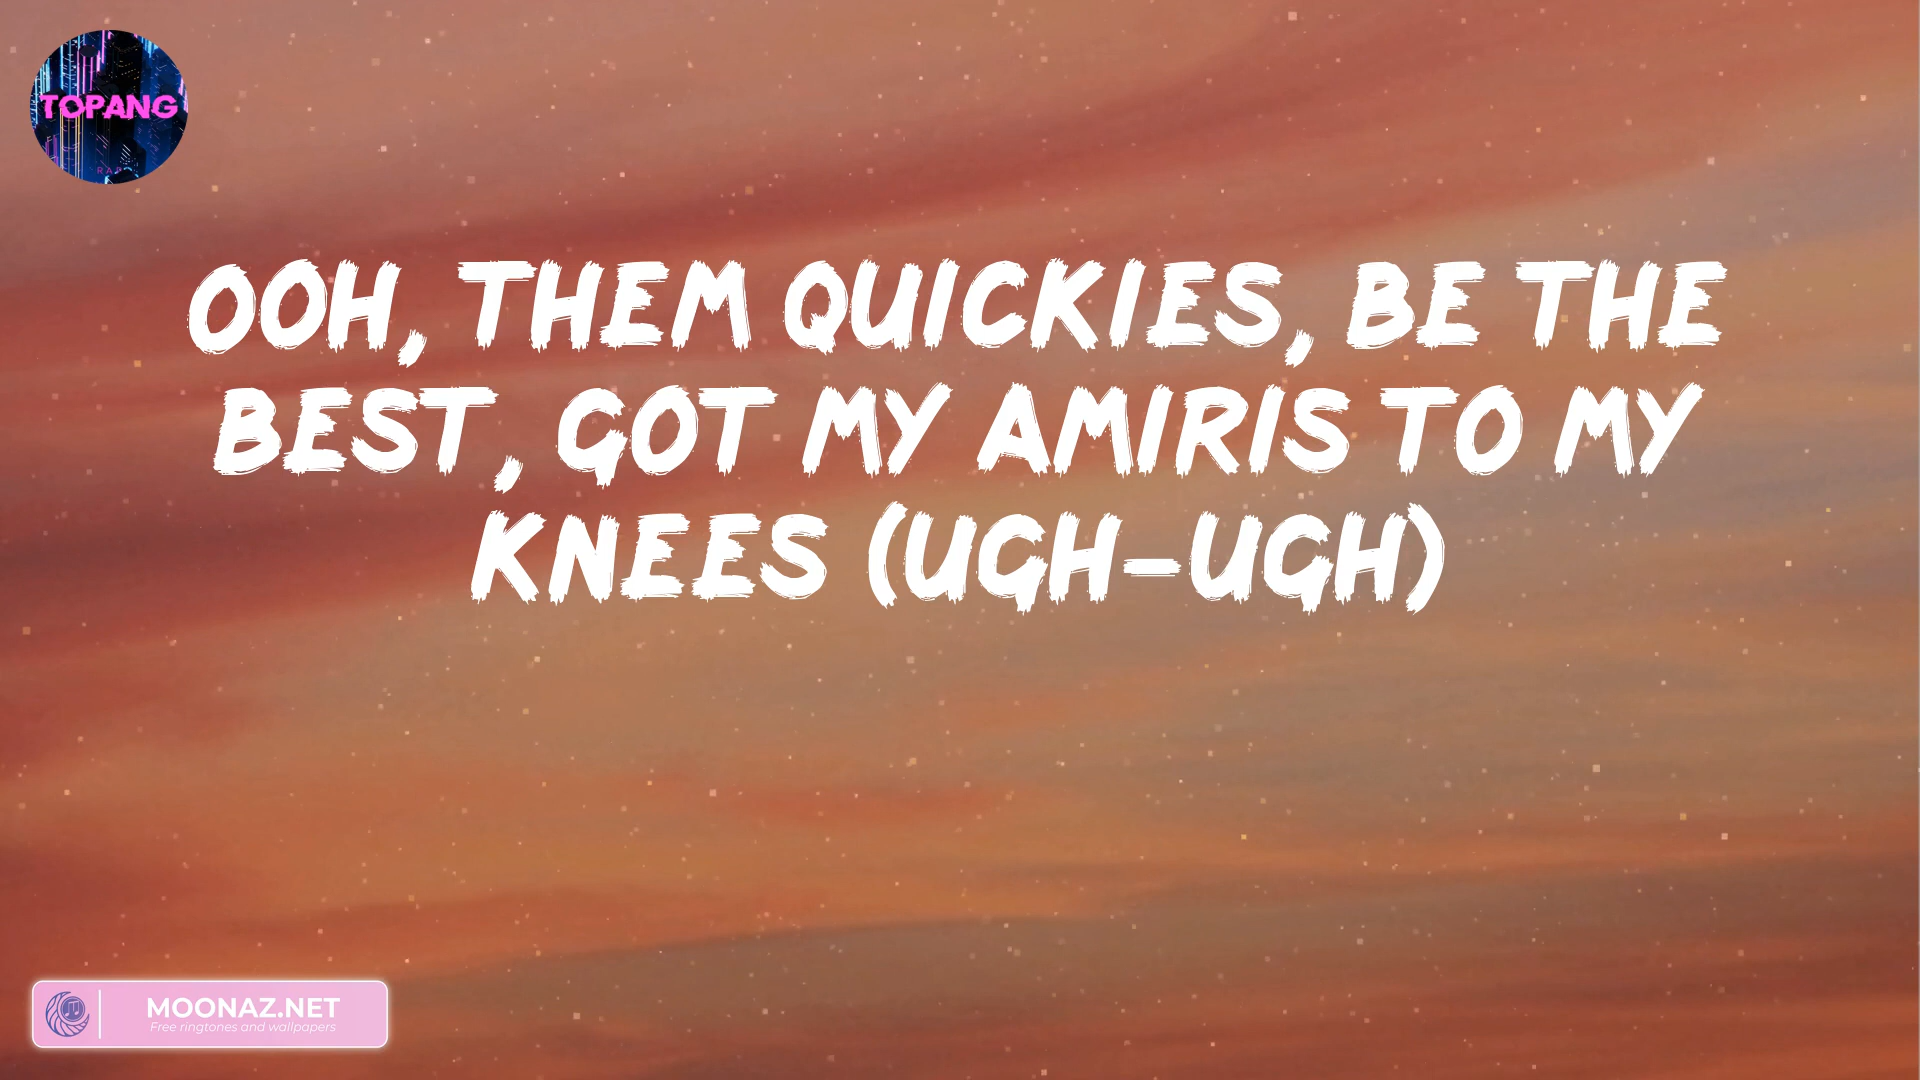 TOPANG
RAP
OOH, THEM QUICKIES, BE THE
BEST, GOT MY AMIRIS TO MY
KNEES (UGH-UGH)
MOONAZ.NET
Free ringtones and wallpapers